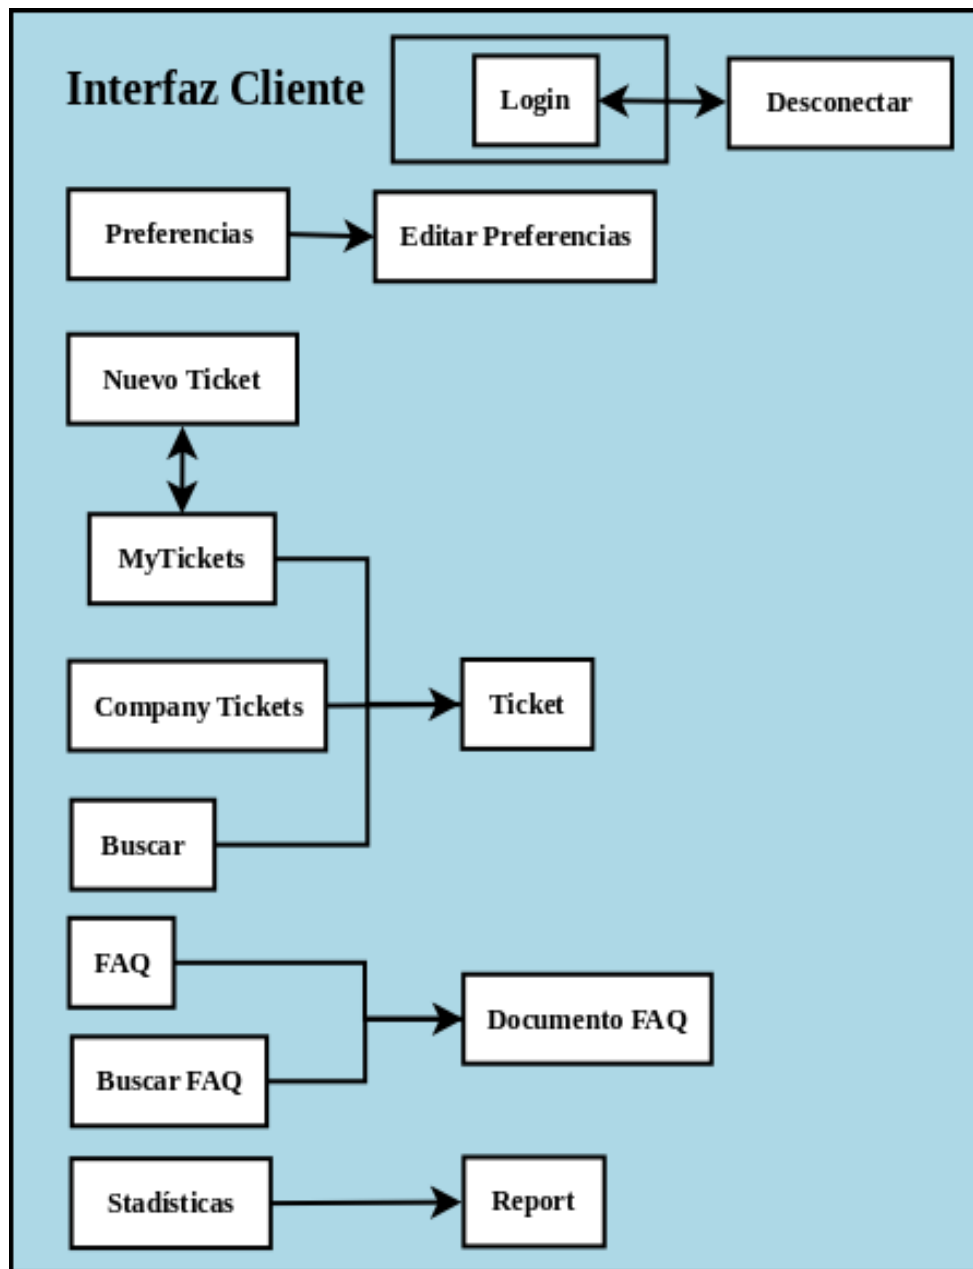 Interfaz Cliente
Login
Desconectar
Preferencias
Editar Preferencias
Nuevo Ticket
MyTickets
Company Tickets
Ticket
Buscar
FAQ
Documento FAQ
Buscar FAQ
Stadísticas
Report